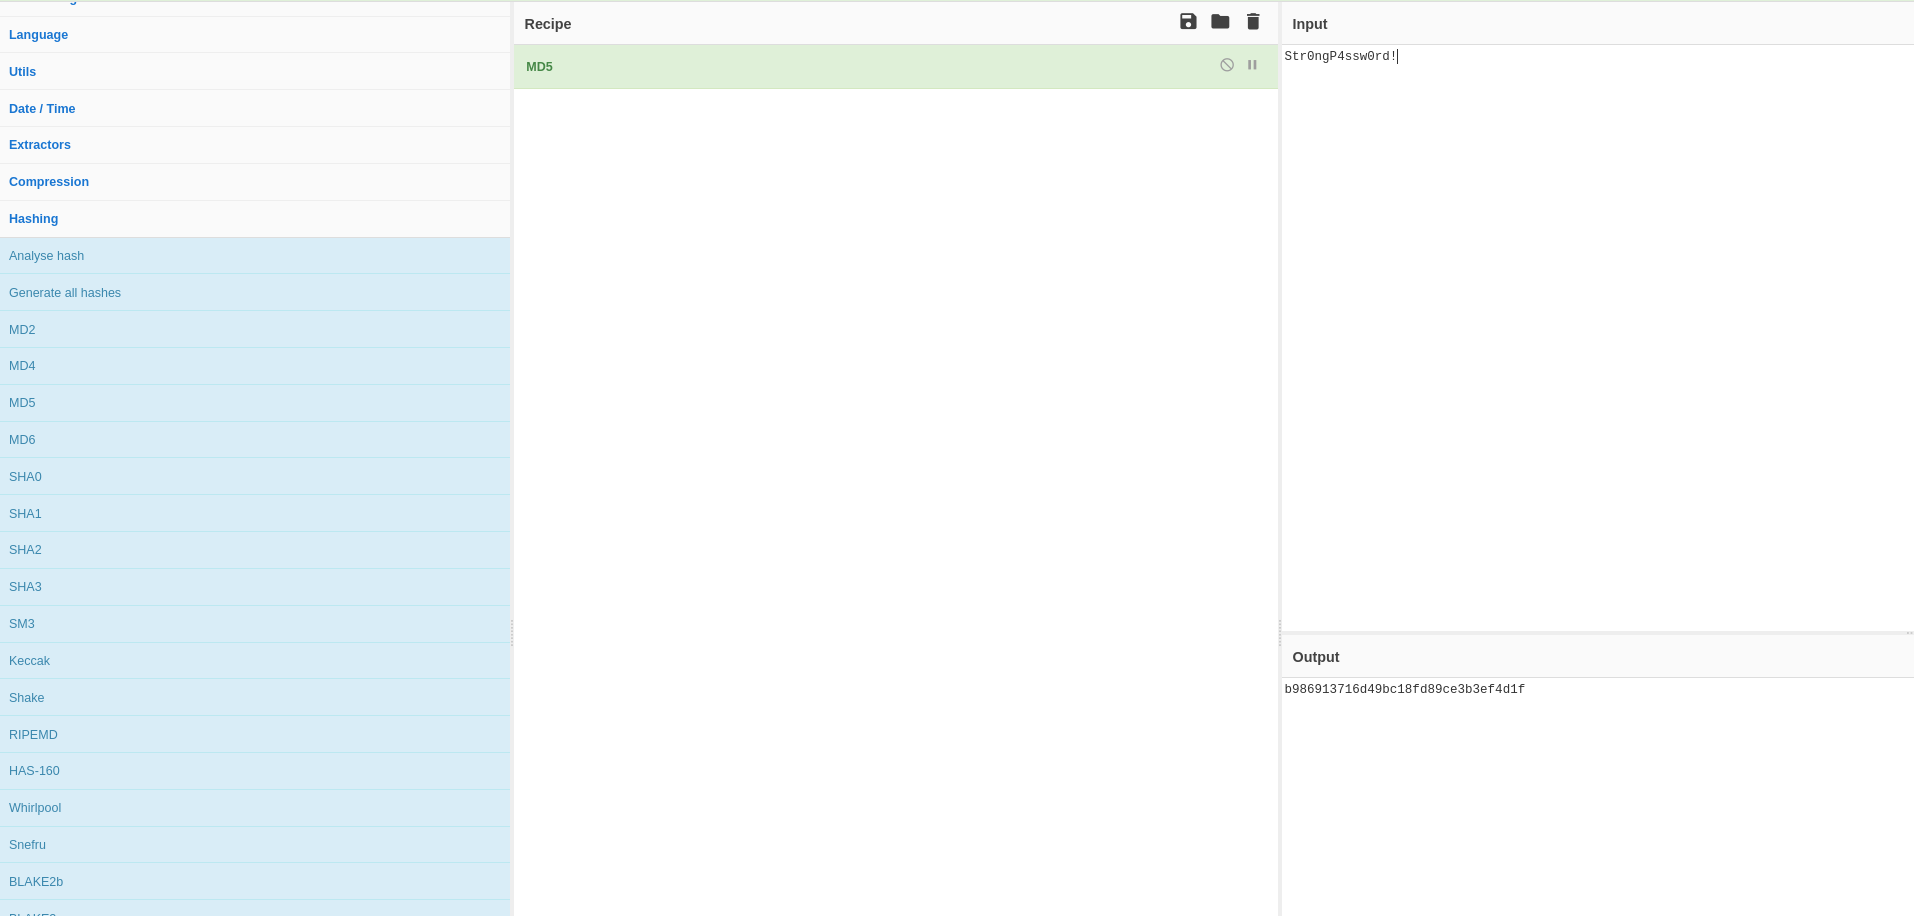 Language
Utils
Date / Time
Extractors
Compression
Hashing
Analyse hash
Generate all hashes
MD2
MD4
MD5
MD6
SHA0
SHA1
SHA2
SHA3
SM3
Keccak
Shake
RIPEMD
HAS-160
Whirlpool
Snefru
BLAKE2b
Recipe
MD5
Input
Str0ngP4ssw0rd!
Output
b986913716d49bc18fd89ce3b3ef4d1f